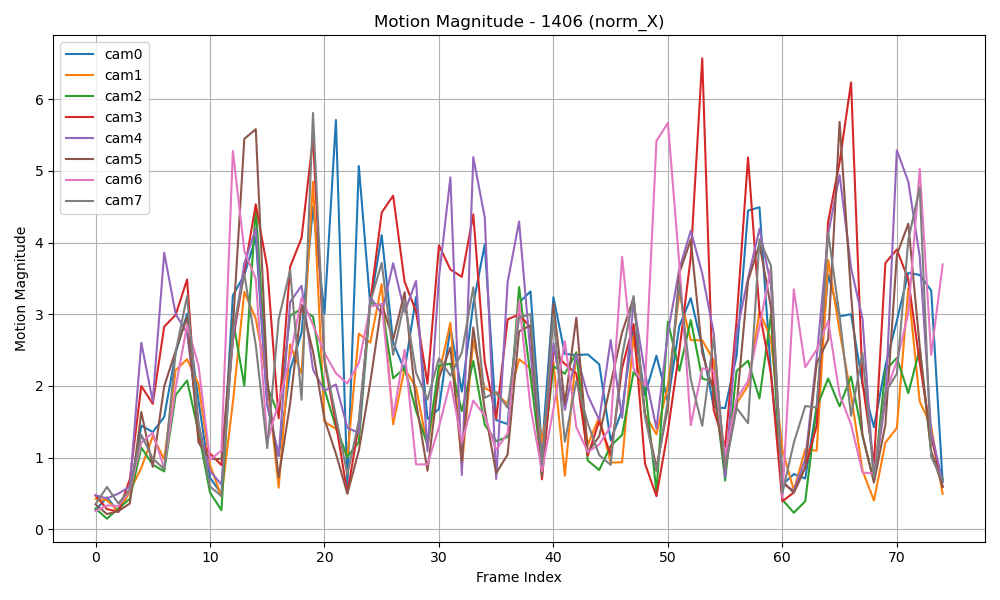 Motion Magnitude - 1406 (norm_X)
cam0
cam1
cam2
cam3
cam4
cam5
cam6
cam7
Motion Magnitude
6
5
4
3
2
1
0
0 10 20 30 40 50 60 70
Frame Index